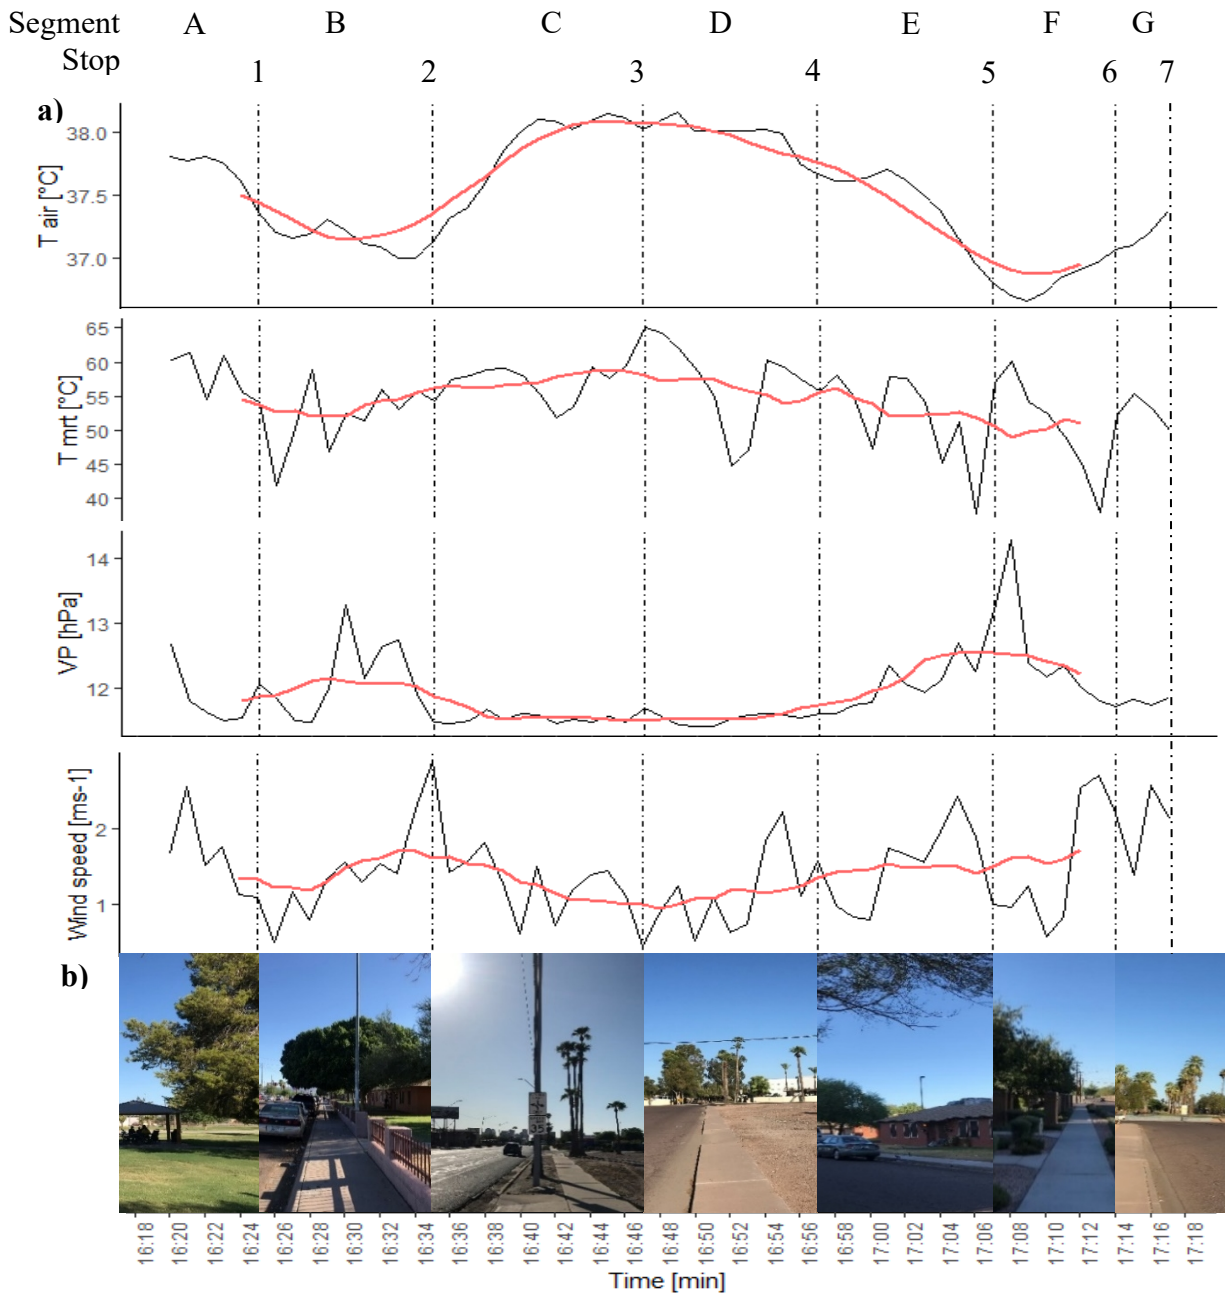 Segment A B C D E F G
Stop 1 2 3 4 5 6 7
a)
T air [°C]
38.0
37.5
37.0
T mrt [°C]
65
60
55
50
45
40
VP [hPa]
14
13
12
Wind speed [ms-1]
2
1
b)
SPEED LIMIT
35
16:18 16:20 16:22 16:24 16:26 16:28 16:30 16:32 16:34 16:36 16:38 16:40 16:42 16:44 16:46 16:48 16:50 16:52 16:54 16:56 16:58 17:00 17:02 17:04 17:06 17:08 17:10 17:12 17:14 17:16 17:18
Time [min]